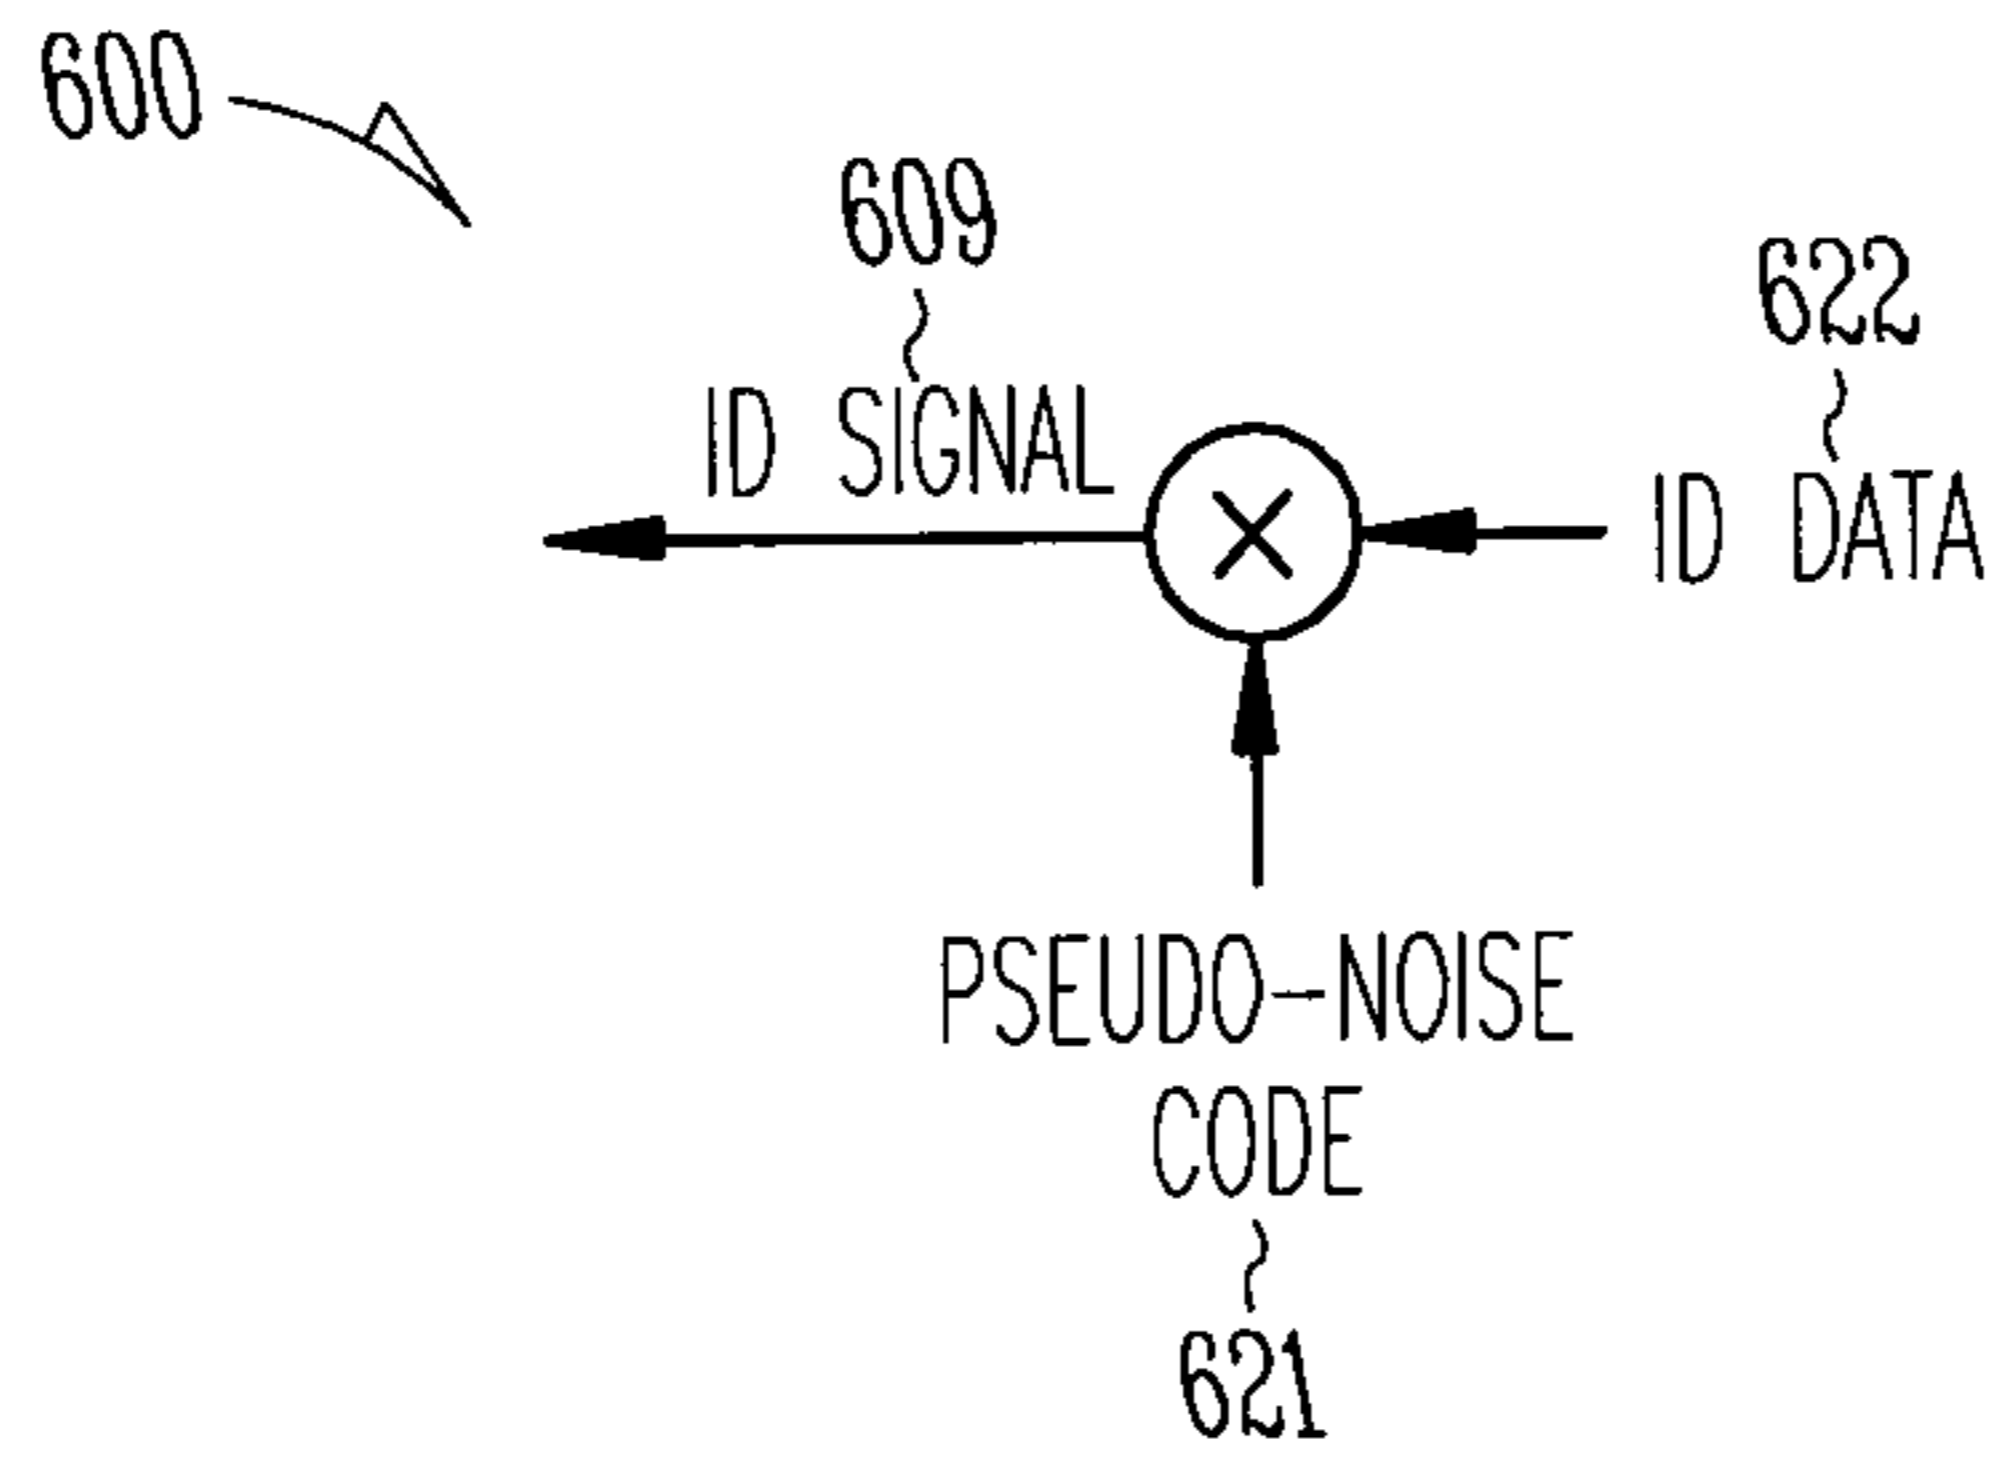 600
609
622
ID SIGNAL
ID DATA
PSEUDO-NOISE
CODE
621